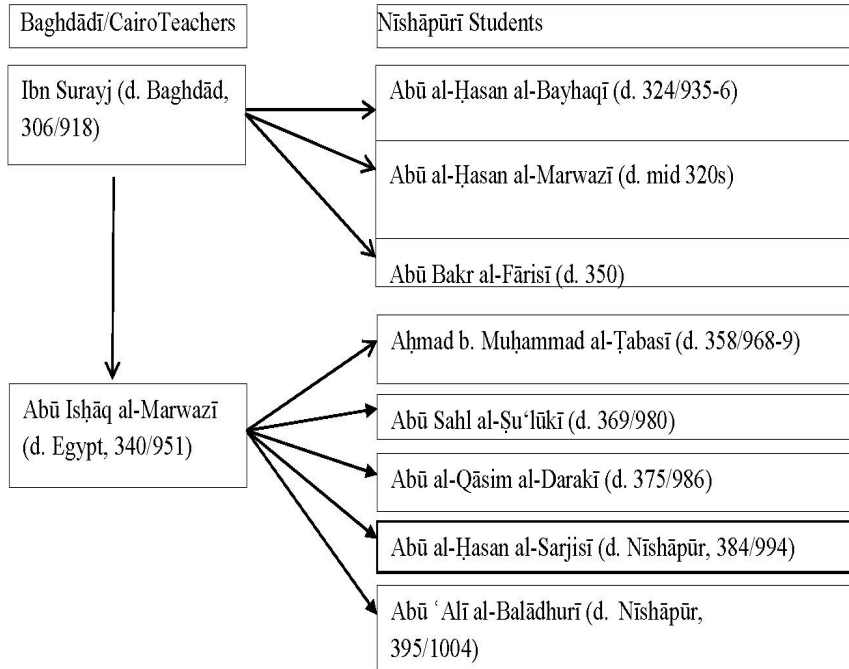 Baghdādī/CairoTeachers
Nīshāpūrī Students
Ibn Surayj (d. Baghdād,
306/918)
Abū al-Ḥasan al-Bayhaqī (d. 324/935-6)
Abū al-Ḥasan al-Marwazī (d. mid 320s)
Abū Bakr al-Fārisī (d. 350)
Abū Isḥāq al-Marwazī
(d. Egypt, 340/951)
Aḥmad b. Muḥammad al-Ṭabasī (d. 358/968-9)
Abū Sahl al-Ṣu‘lūkī (d. 369/980)
Abū al-Qāsim al-Darakī (d. 375/986)
Abū al-Ḥasan al-Sarjisī (d. Nīshāpūr, 384/994)
Abū ‘Alī al-Balādhurī (d. Nīshāpūr,
395/1004)